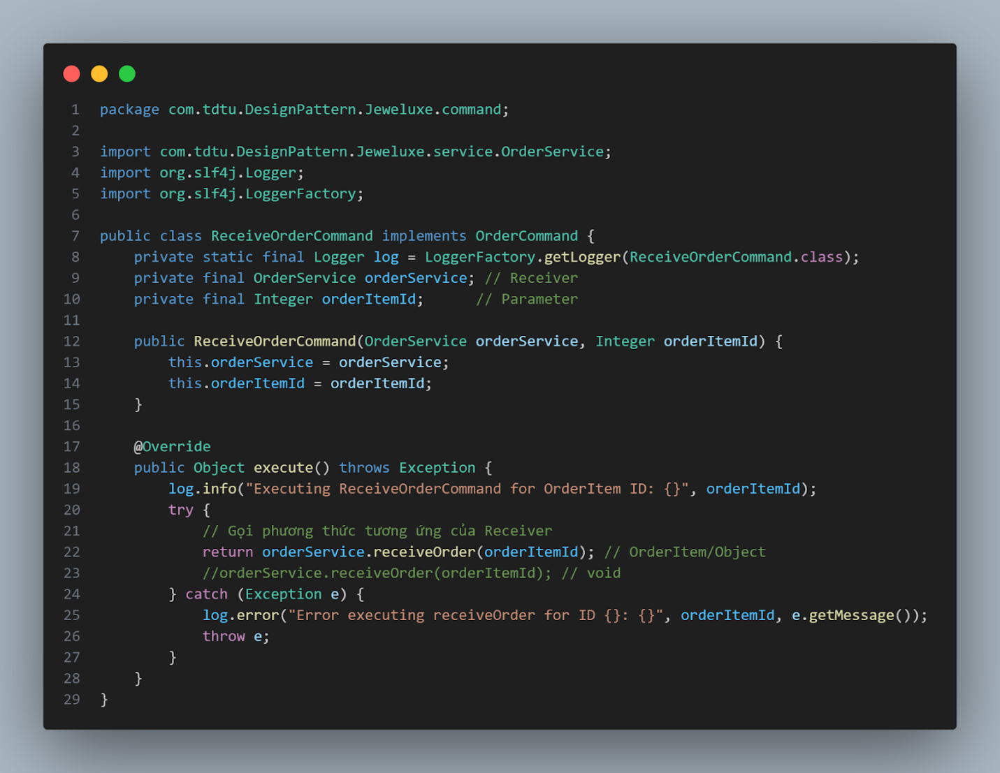 1 package com.tdtu.DesignPattern.Jeweluxe.command;
2
3 import com.tdtu.DesignPattern.Jeweluxe.service.OrderService;
4 import org.slf4j.Logger;
5 import org.slf4j.LoggerFactory;
6
7 public class ReceiveOrderCommand implements OrderCommand {
8     private static final Logger log = LoggerFactory.getLogger(ReceiveOrderCommand.class);
9     private final OrderService orderService; // Receiver
10     private final Integer orderItemId;      // Parameter
11
12     public ReceiveOrderCommand(OrderService orderService, Integer orderItemId) {
13         this.orderService = orderService;
14         this.orderItemId = orderItemId;
15     }
16
17     @Override
18     public Object execute() throws Exception {
19         log.info("Executing ReceiveOrderCommand for OrderItem ID: {}", orderItemId);
20         try {
21             // Gọi phương thức tương ứng của Receiver
22             return orderService.receiveOrder(orderItemId); // OrderItem/Object
23             //orderService.receiveOrder(orderItemId); // void
24         } catch (Exception e) {
25             log.error("Error executing receiveOrder for ID {}: {}", orderItemId, e.getMessage());
26             throw e;
27         }
28     }
29 }